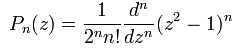 P_n(z) = \frac{1}{2^n n!} \frac{d^n}{dz^n} (z^2 - 1)^n